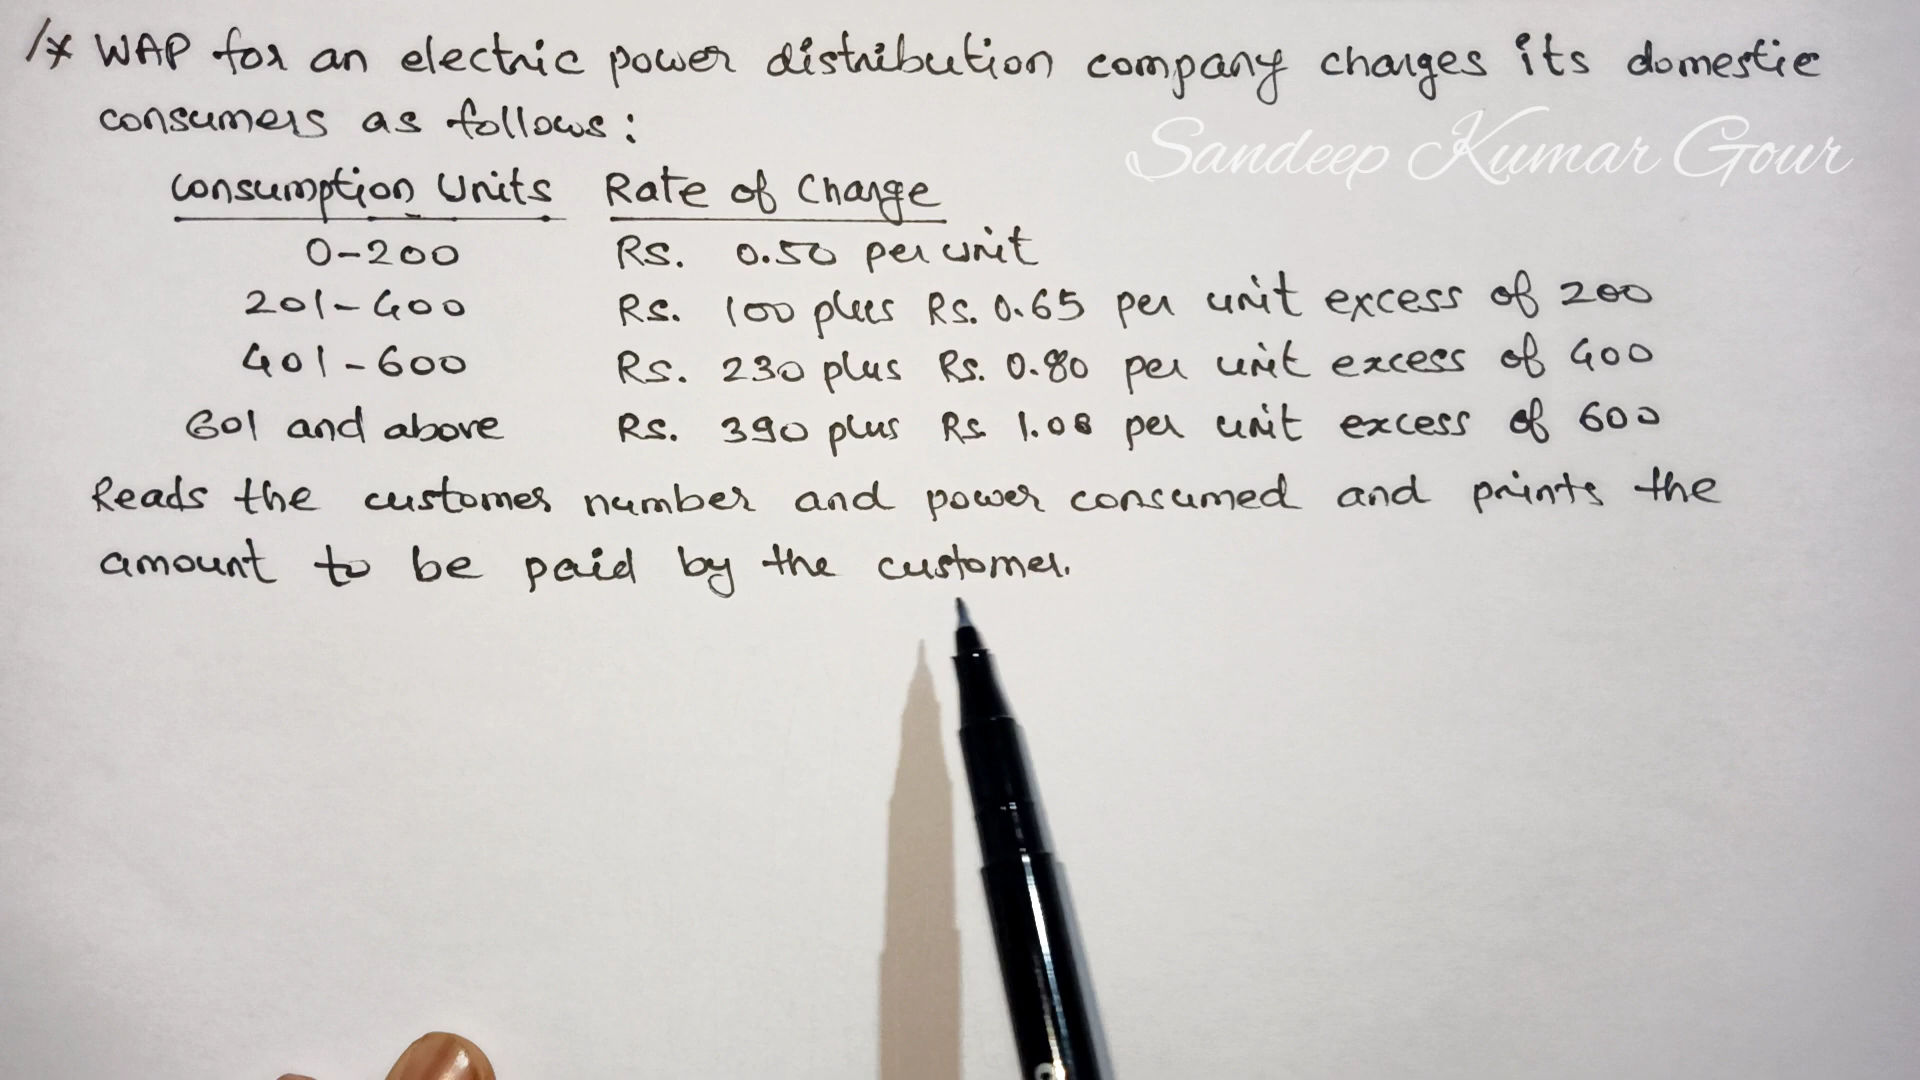 /* WAP for an electric power distribution company charges its domestic
consumers as follows:
Sandeep Kumar Gour
Consumption Units Rate of Charge
0-200 Rs. 0.50 per unit
201-400 Rs. 100 plus Rs. 0.65 per unit excess of 200
401-600 Rs. 230 plus Rs. 0.80 per unit excess of 400
601 and above Rs. 390 plus Rs 1.00 per unit excess of 600
Reads the customer number and power consumed and prints the
amount to be paid by the customer.